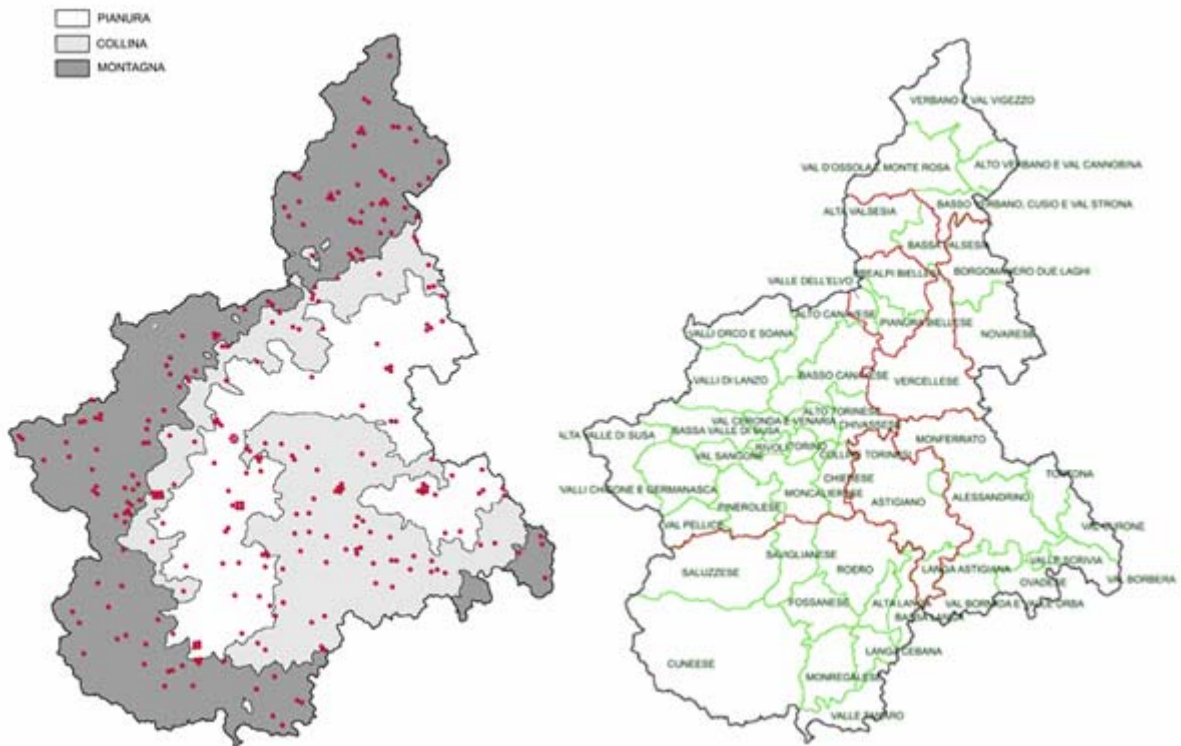 PIANURA
COLLINA
MONTAGNA
VERBANO E VAL VIGEZZO
VAL D'OSSOLA E MONTE ROSA
ALTO VERBANO E VAL CANNOBINA
BASSO VERBANO, CUSIO E VAL STRONA
ALTA VALSESIA
BASSA VALSESIA
PREALPI BIELLESI
BORGOMANERO DUE LAGHI
VALLE DELL'ELVO
ALTO CANAVESE
PIANURA BIELLESE
VALLI ORCO E SOANA
NOVARESE
BASSO CANAVESE
VALLI DI LANZO
VERCELLESE
ALTO TORINESE
VAL CERONDA E VENARIA
CHIVASSESE
ALTA VALLE DI SUSA
BASSA VALLE DI SUSA
RIVOLI
TORINO
MONFERRATO
VAL SANGONE
COLLINA TORINESE
CHIERESE
TORTONA
VALLI CHISONE E GERMANASCA
MONCALIERESE
ASTIGIANO
ALESSANDRINO
PINEROLESE
VAL PELLICE
VAL CURONE
SAVIGLIANESE
VALLE SCRIVIA
SALUZZESE
ROERO
LANGA ASTIGIANA
OVADESE
VAL BORBERA
FOSSANESE
ALTA LANGA
VAL BORMIDA E VALLE ORBA
BASSA LANGA
LANGA CEBANA
CUNEESE
MONREGALESE
VALLE TANARO